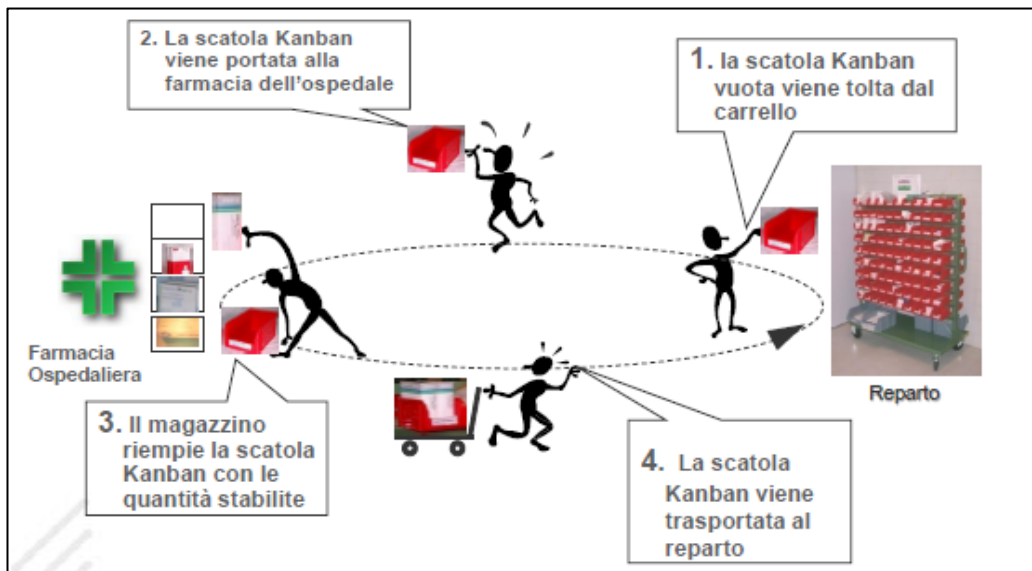 2. La scatola Kanban
viene portata alla
farmacia dell'ospedale
1. la scatola Kanban
vuota viene tolta dal
carrello
Farmacia
Ospedaliera
Reparto
3. Il magazzino
riempie la scatola
Kanban con le
quantità stabilite
4. La scatola
Kanban viene
trasportata al
reparto